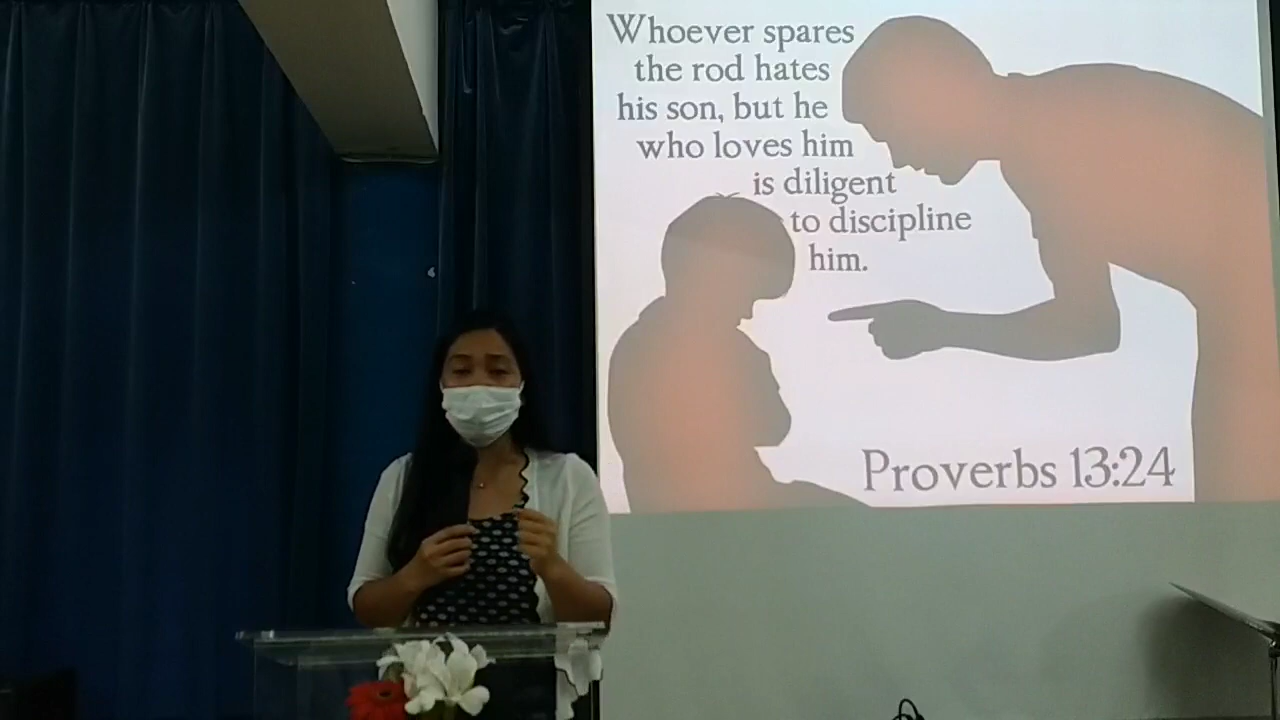 Whoever spares
the rod hates
his son, but he
who loves him
is diligent
to discipline
him.
Proverbs 13:24